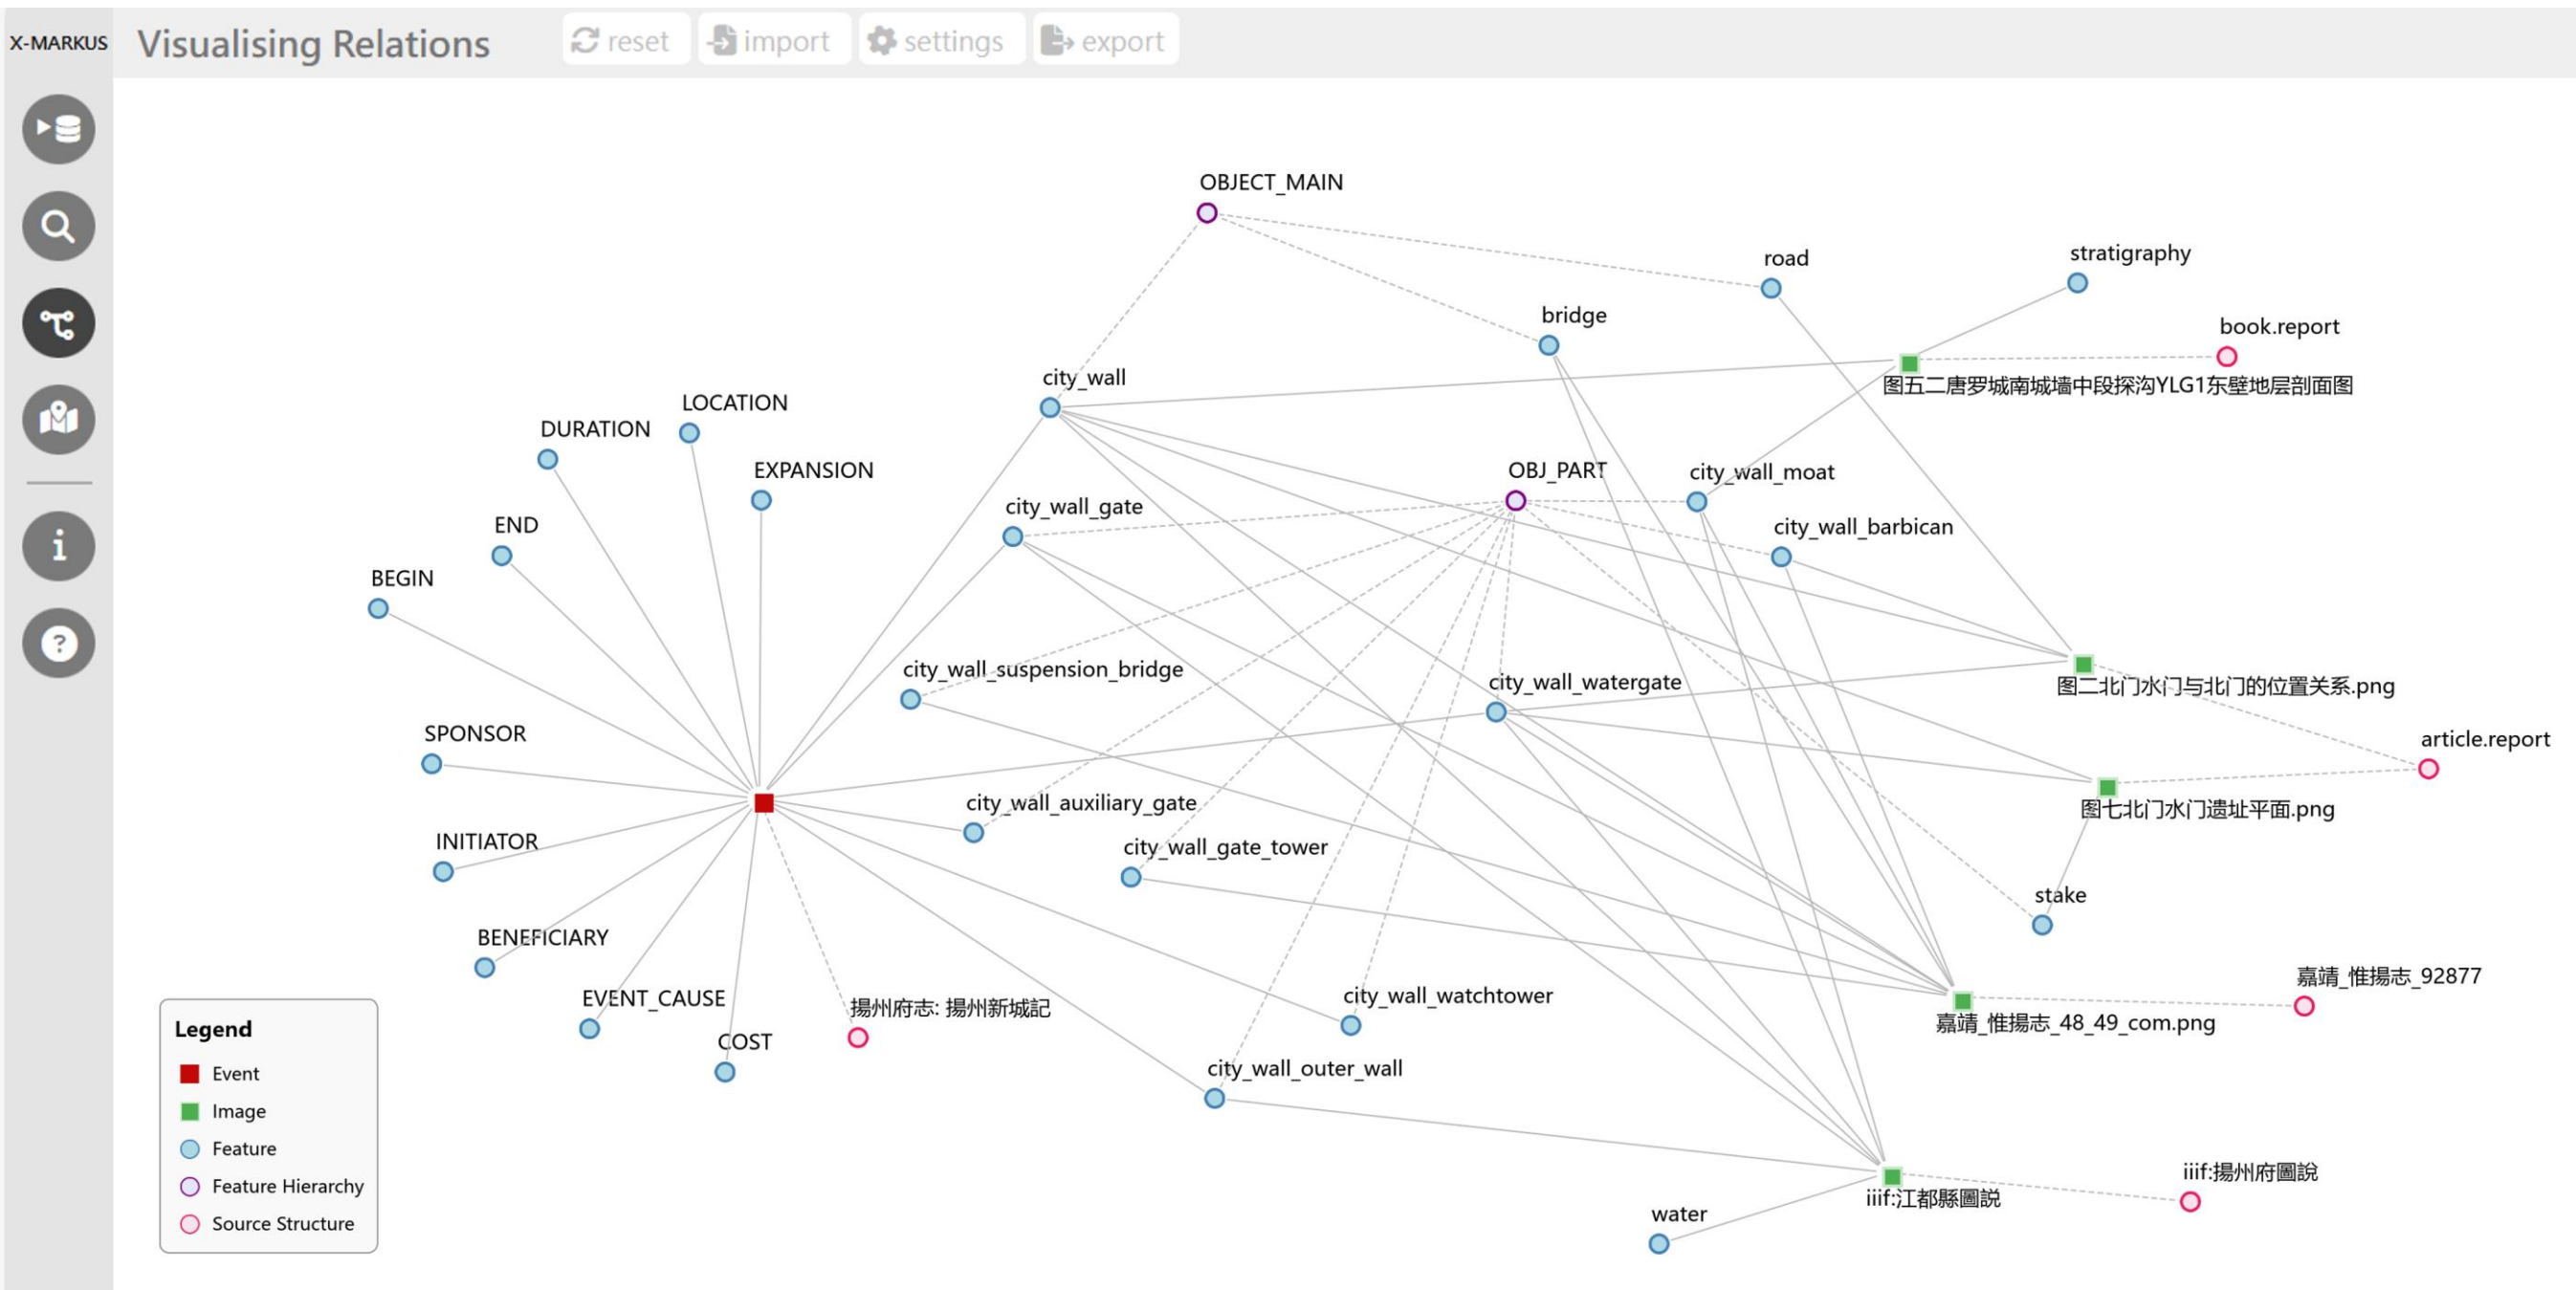 X-MARKUS
Visualising Relations
reset
import
settings
export
OBJECT_MAIN
road
stratigraphy
bridge
book.report
city_wall
图五二唐罗城南城墙中段探沟YLG1东壁地层剖面图
LOCATION
DURATION
EXPANSION
OBJ_PART
city_wall_moat
city_wall_gate
END
city_wall_barbican
BEGIN
city_wall_suspension_bridge
city_wall_watergate
图二北门水门与北门的位置关系.png
SPONSOR
article.report
city_wall_auxiliary_gate
图七北门水门遗址平面.png
INITIATOR
city_wall_gate_tower
stake
BENEFICIARY
嘉靖_惟揚志_92877
EVENT_CAUSE
揚州府志: 揚州新城記
city_wall_watchtower
嘉靖_惟揚志_48_49_com.png
COST
city_wall_outer_wall
iiif:揚州府圖說
iiif:江都縣圖説
water
Legend
Event
Image
Feature
Feature Hierarchy
Source Structure